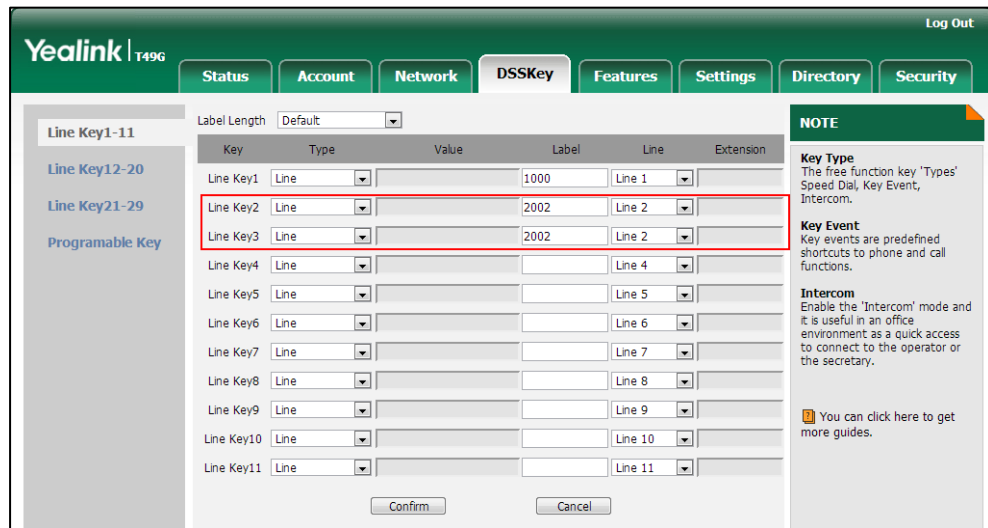 Log Out
Yealink | T49G
Status Account Network DSSKey Features Settings Directory Security
Line Key1-11
Line Key12-20
Line Key21-29
Programable Key
Label Length Default
Key Type Value Label Line Extension
Line Key1 Line 1000 Line 1
Line Key2 Line 2002 Line 2
Line Key3 Line 2002 Line 2
Line Key4 Line Line 4
Line Key5 Line Line 5
Line Key6 Line Line 6
Line Key7 Line Line 7
Line Key8 Line Line 8
Line Key9 Line Line 9
Line Key10 Line Line 10
Line Key11 Line Line 11
Confirm Cancel
NOTE
Key Type
The free function key 'Types'
Speed Dial, Key Event,
Intercom.
Key Event
Key events are predefined
shortcuts to phone and call
functions.
Intercom
Enable the 'Intercom' mode and
it is useful in an office
environment as a quick access
to connect to the operator or
the secretary.
You can click here to get
more guides.